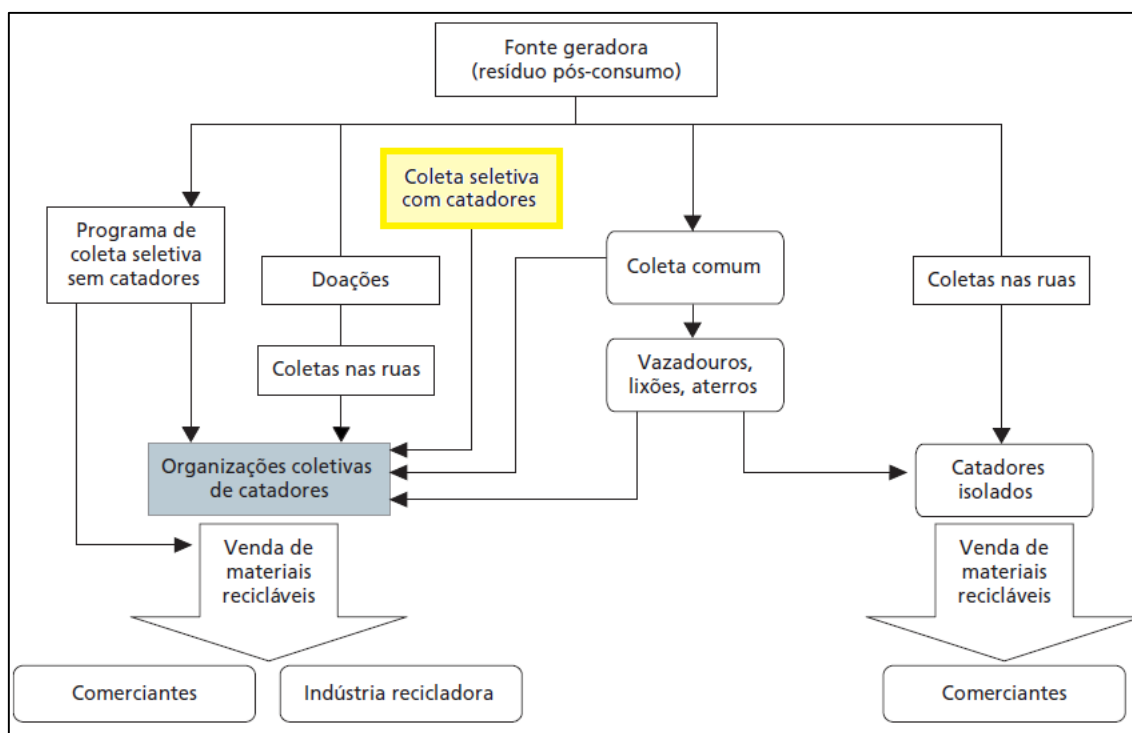 Fonte geradora
(resíduo pós-consumo)
Coleta seletiva
com catadores
Programa de
coleta seletiva
sem catadores
Doações
Coleta comum
Coletas nas ruas
Coletas nas ruas
Vazadouros,
lixões, aterros
Organizações coletivas
de catadores
Catadores
isolados
Venda de
materiais
recicláveis
Venda de
materiais
recicláveis
Comerciantes
Indústria recicladora
Comerciantes